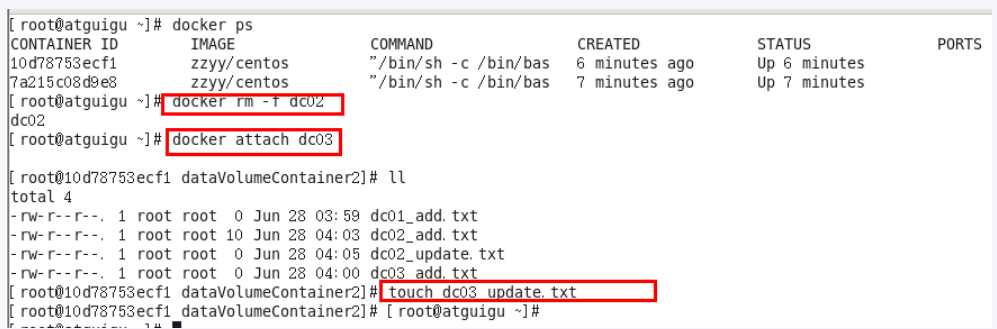 [root@atguigu ~]# docker ps
CONTAINER ID IMAGE COMMAND CREATED STATUS PORTS
10d78753ecf1 zzyy/centos "/bin/sh -c /bin/bas 6 minutes ago Up 6 minutes
7a215c08d9e8 zzyy/centos "/bin/sh -c /bin/bas 7 minutes ago Up 7 minutes
[root@atguigu ~]# docker rm -f dc02
dc02
[root@atguigu ~]# docker attach dc03
[root@10d78753ecf1 dataVolumeContainer2]# ll
total 4
-rw-r--r--. 1 root root 0 Jun 28 03:59 dc01_add.txt
-rw-r--r--. 1 root root 10 Jun 28 04:03 dc02_add.txt
-rw-r--r--. 1 root root 0 Jun 28 04:05 dc02_update.txt
-rw-r--r--. 1 root root 0 Jun 28 04:00 dc03_add.txt
[root@10d78753ecf1 dataVolumeContainer2]# touch dc03_update.txt
[root@10d78753ecf1 dataVolumeContainer2]# [root@atguigu ~]#